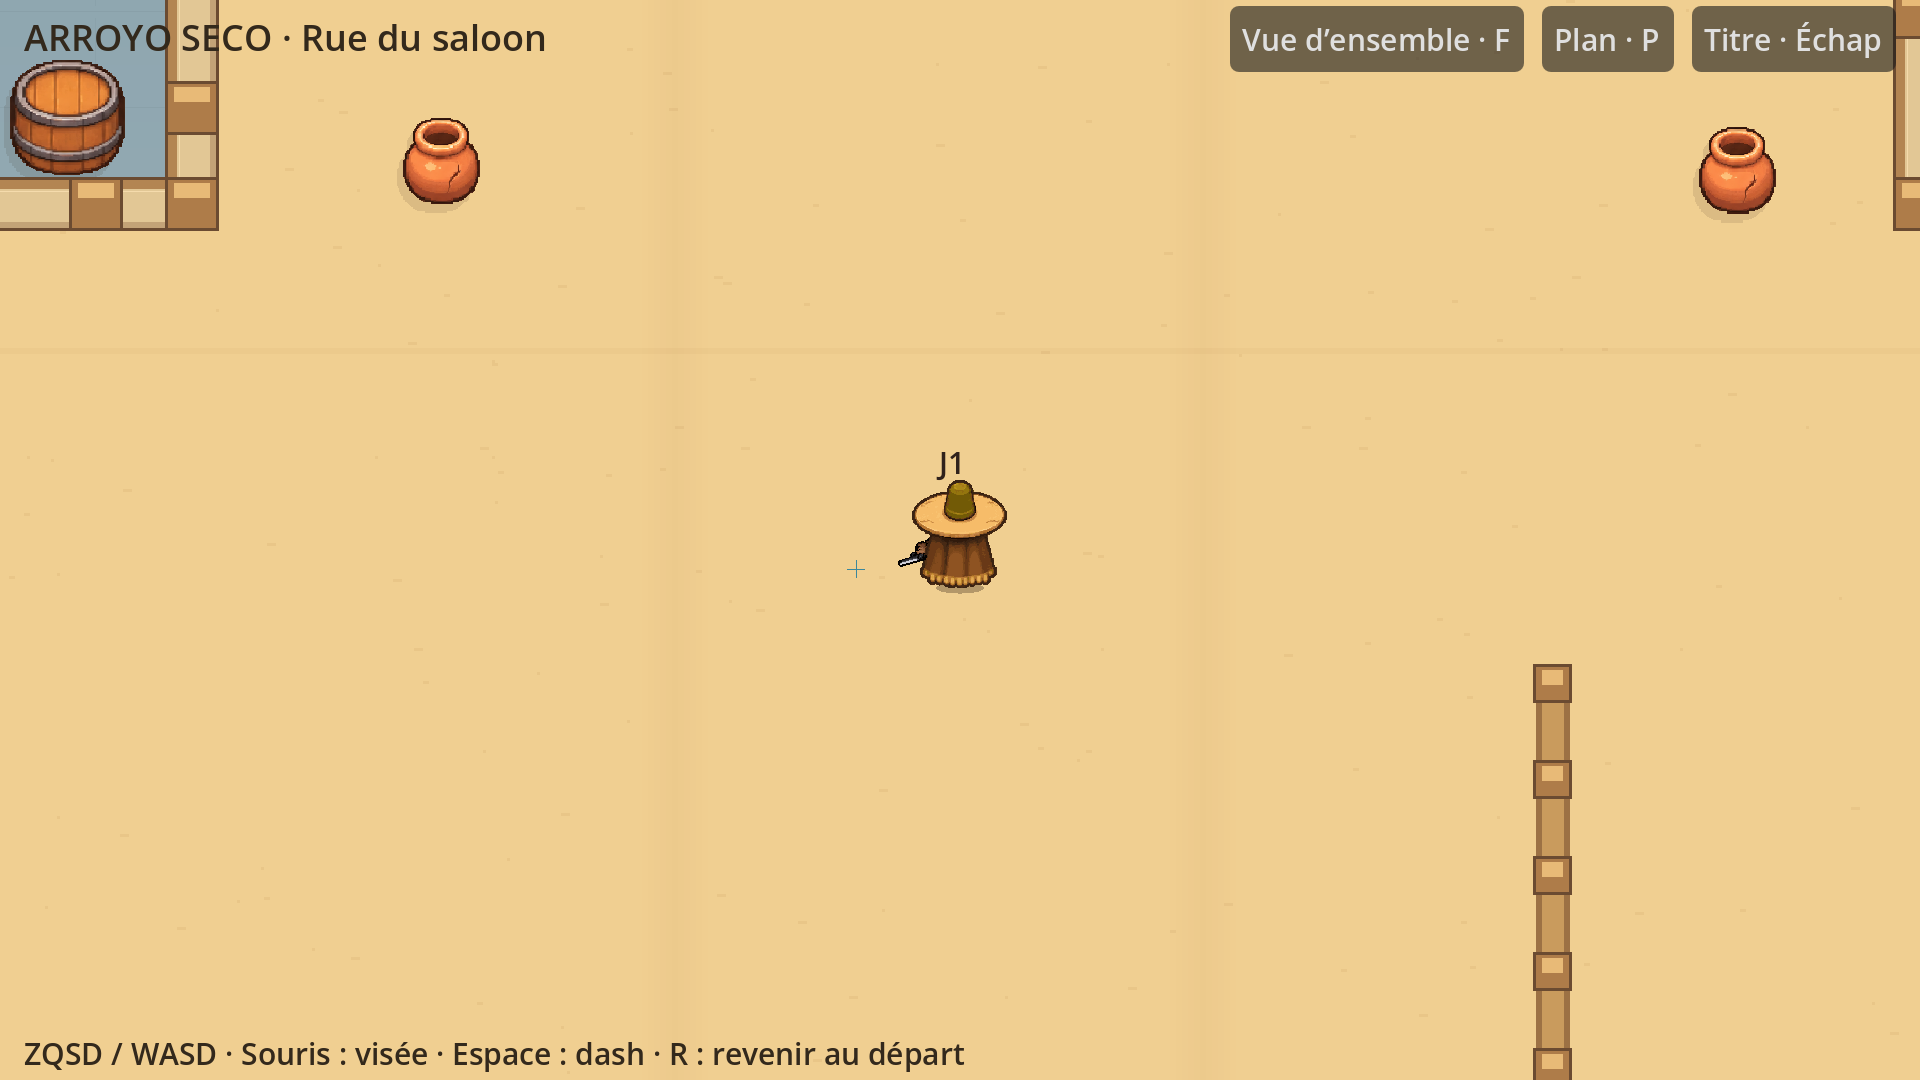 ARROYO SECO · Rue du saloon
Vue d’ensemble · F
Plan · P
Titre · Échap
J1
ZQSD / WASD · Souris : visée · Espace : dash · R : revenir au départ